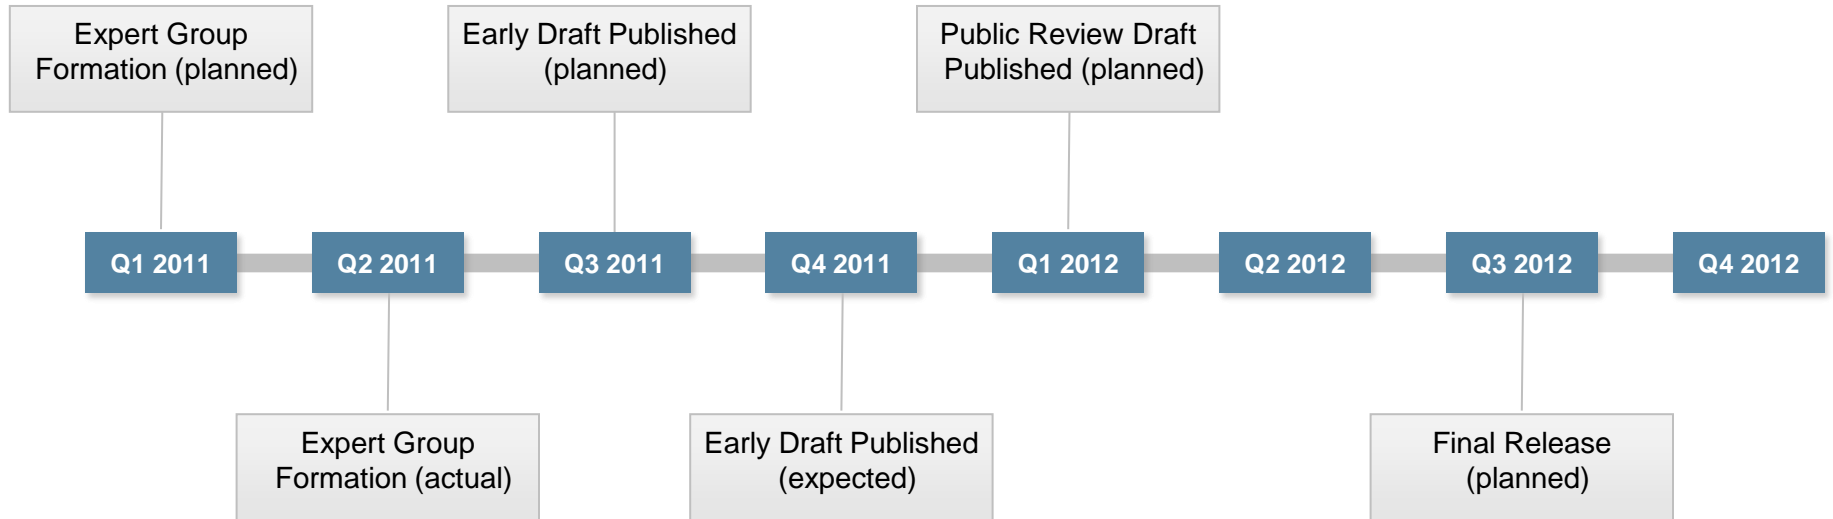 Expert Group
Formation (planned)
Early Draft Published
(planned)
Public Review Draft
Published (planned)
Q1 2011
Q2 2011
Q3 2011
Q4 2011
Q1 2012
Q2 2012
Q3 2012
Q4 2012
Expert Group
Formation (actual)
Early Draft Published
(expected)
Final Release
(planned)